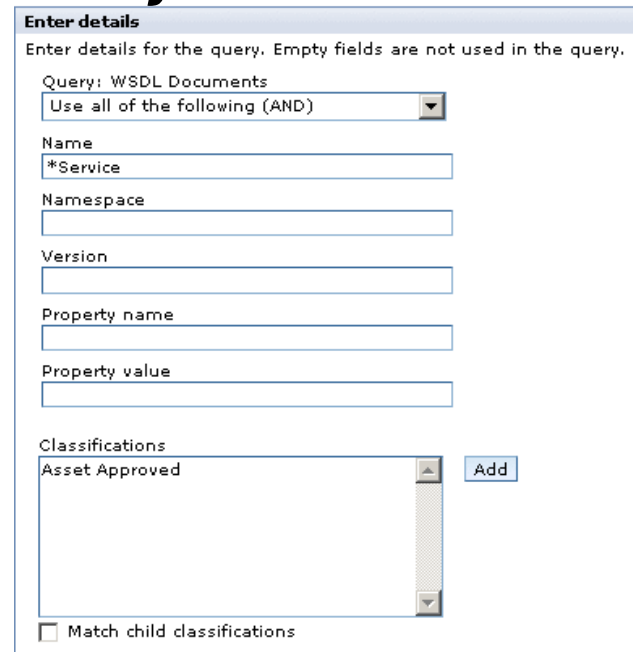 Enter details
Enter details for the query. Empty fields are not used in the query.
Query: WSDL Documents
Use all of the following (AND)
Name
*Service
Namespace
Version
Property name
Property value
Classifications
Asset Approved
Add
Match child classifications